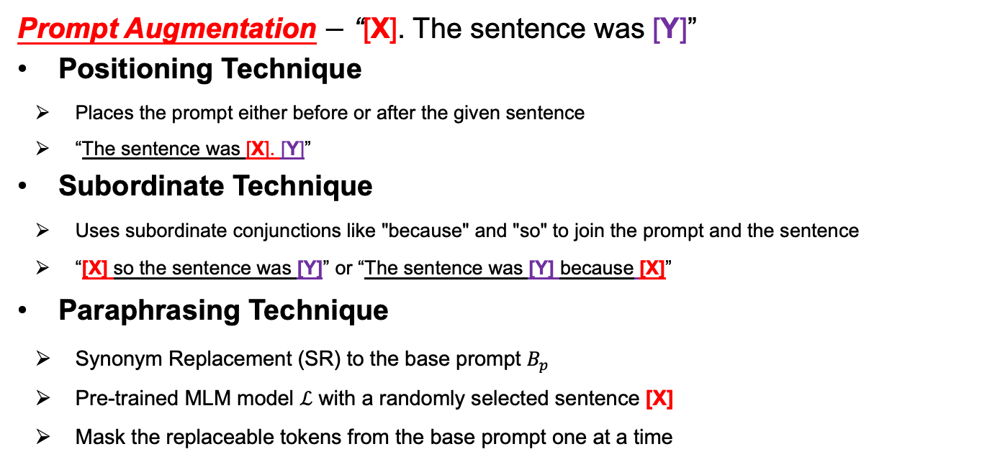 Prompt Augmentation – “[X]. The sentence was [Y]”
• Positioning Technique
➢ Places the prompt either before or after the given sentence
➢ “The sentence was [X]. [Y]”
• Subordinate Technique
➢ Uses subordinate conjunctions like "because" and "so" to join the prompt and the sentence
➢ “[X] so the sentence was [Y]” or “The sentence was [Y] because [X]”
• Paraphrasing Technique
➢ Synonym Replacement (SR) to the base prompt Bₚ
➢ Pre-trained MLM model ℒ with a randomly selected sentence [X]
➢ Mask the replaceable tokens from the base prompt one at a time